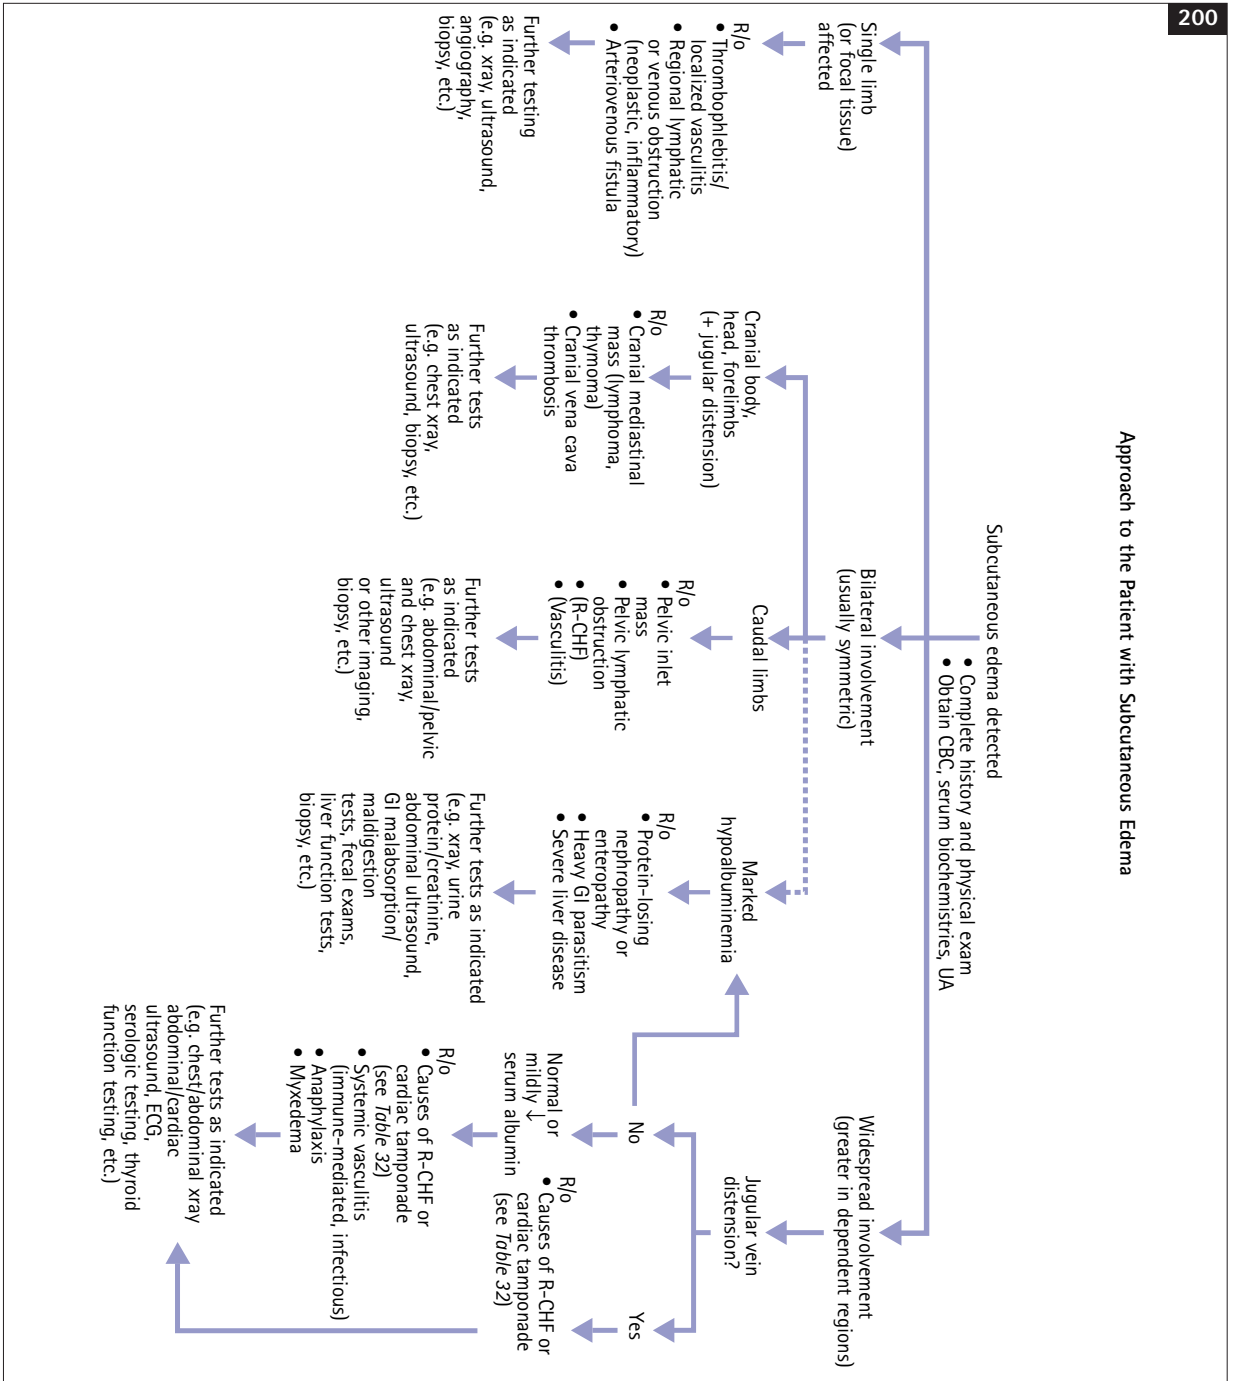 200
Approach to the Patient with Subcutaneous Edema
Subcutaneous edema detected
• Complete history and physical exam
• Obtain CBC, serum biochemistries, UA
Single limb
(or focal tissue)
affected
R/o
• Thrombophlebitis/
localized vasculitis
• Regional lymphatic
or venous obstruction
(neoplastic, inflammatory)
• Arteriovenous fistula
Further testing
as indicated
(e.g. xray, ultrasound,
angiography,
biopsy, etc.)
Bilateral involvement
(usually symmetric)
Cranial body,
head, forelimbs
(+ jugular distension)
R/o
• Cranial mediastinal
mass (lymphoma,
thymoma)
• Cranial vena cava
thrombosis
Further tests
as indicated
(e.g. chest xray,
ultrasound, biopsy, etc.)
Caudal limbs
R/o
• Pelvic inlet
mass
• Pelvic lymphatic
obstruction
• (R-CHF)
• (Vasculitis)
Further tests
as indicated
(e.g. abdominal/pelvic
and chest xray,
ultrasound
or other imaging,
biopsy, etc.)
Marked
hypoalbuminemia
R/o
• Protein-losing
nephropathy or
enteropathy
• Heavy GI parasitism
• Severe liver disease
Further tests as indicated
(e.g. xray, urine
protein/creatinine,
abdominal ultrasound,
GI malabsorption/
maldigestion
tests, fecal exams,
liver function tests,
biopsy, etc.)
Widespread involvement
(greater in dependent regions)
Jugular vein
distension?
No
Normal or
mildly ↓
serum albumin
R/o
• Causes of R-CHF or
cardiac tamponade
(see Table 32)
• Systemic vasculitis
(immune-mediated, infectious)
• Anaphylaxis
• Myxedema
Yes
R/o
• Causes of R-CHF or
cardiac tamponade
(see Table 32)
Further tests as indicated
(e.g. chest/abdominal xray
abdominal/cardiac
ultrasound, ECG,
serologic testing, thyroid
function testing, etc.)